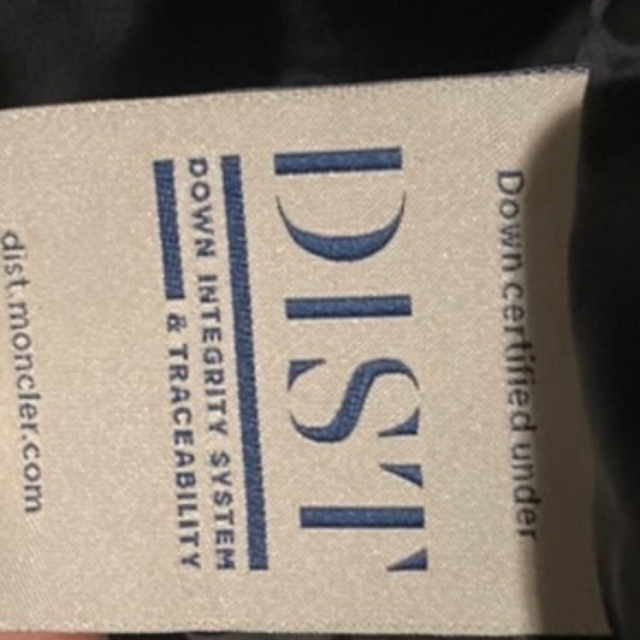 Down certified under
DIST
DOWN INTEGRITY SYSTEM
& TRACEABILITY
dist.moncler.com